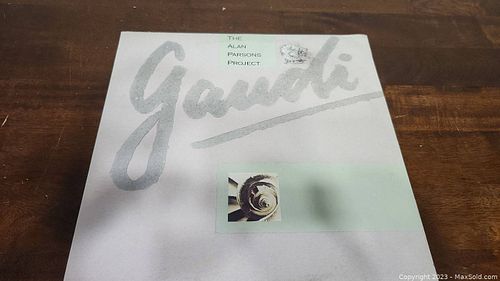 THE
ALAN
PARSONS
PROJECT
Gaudi
Copyright 2023 - MaxSold.com